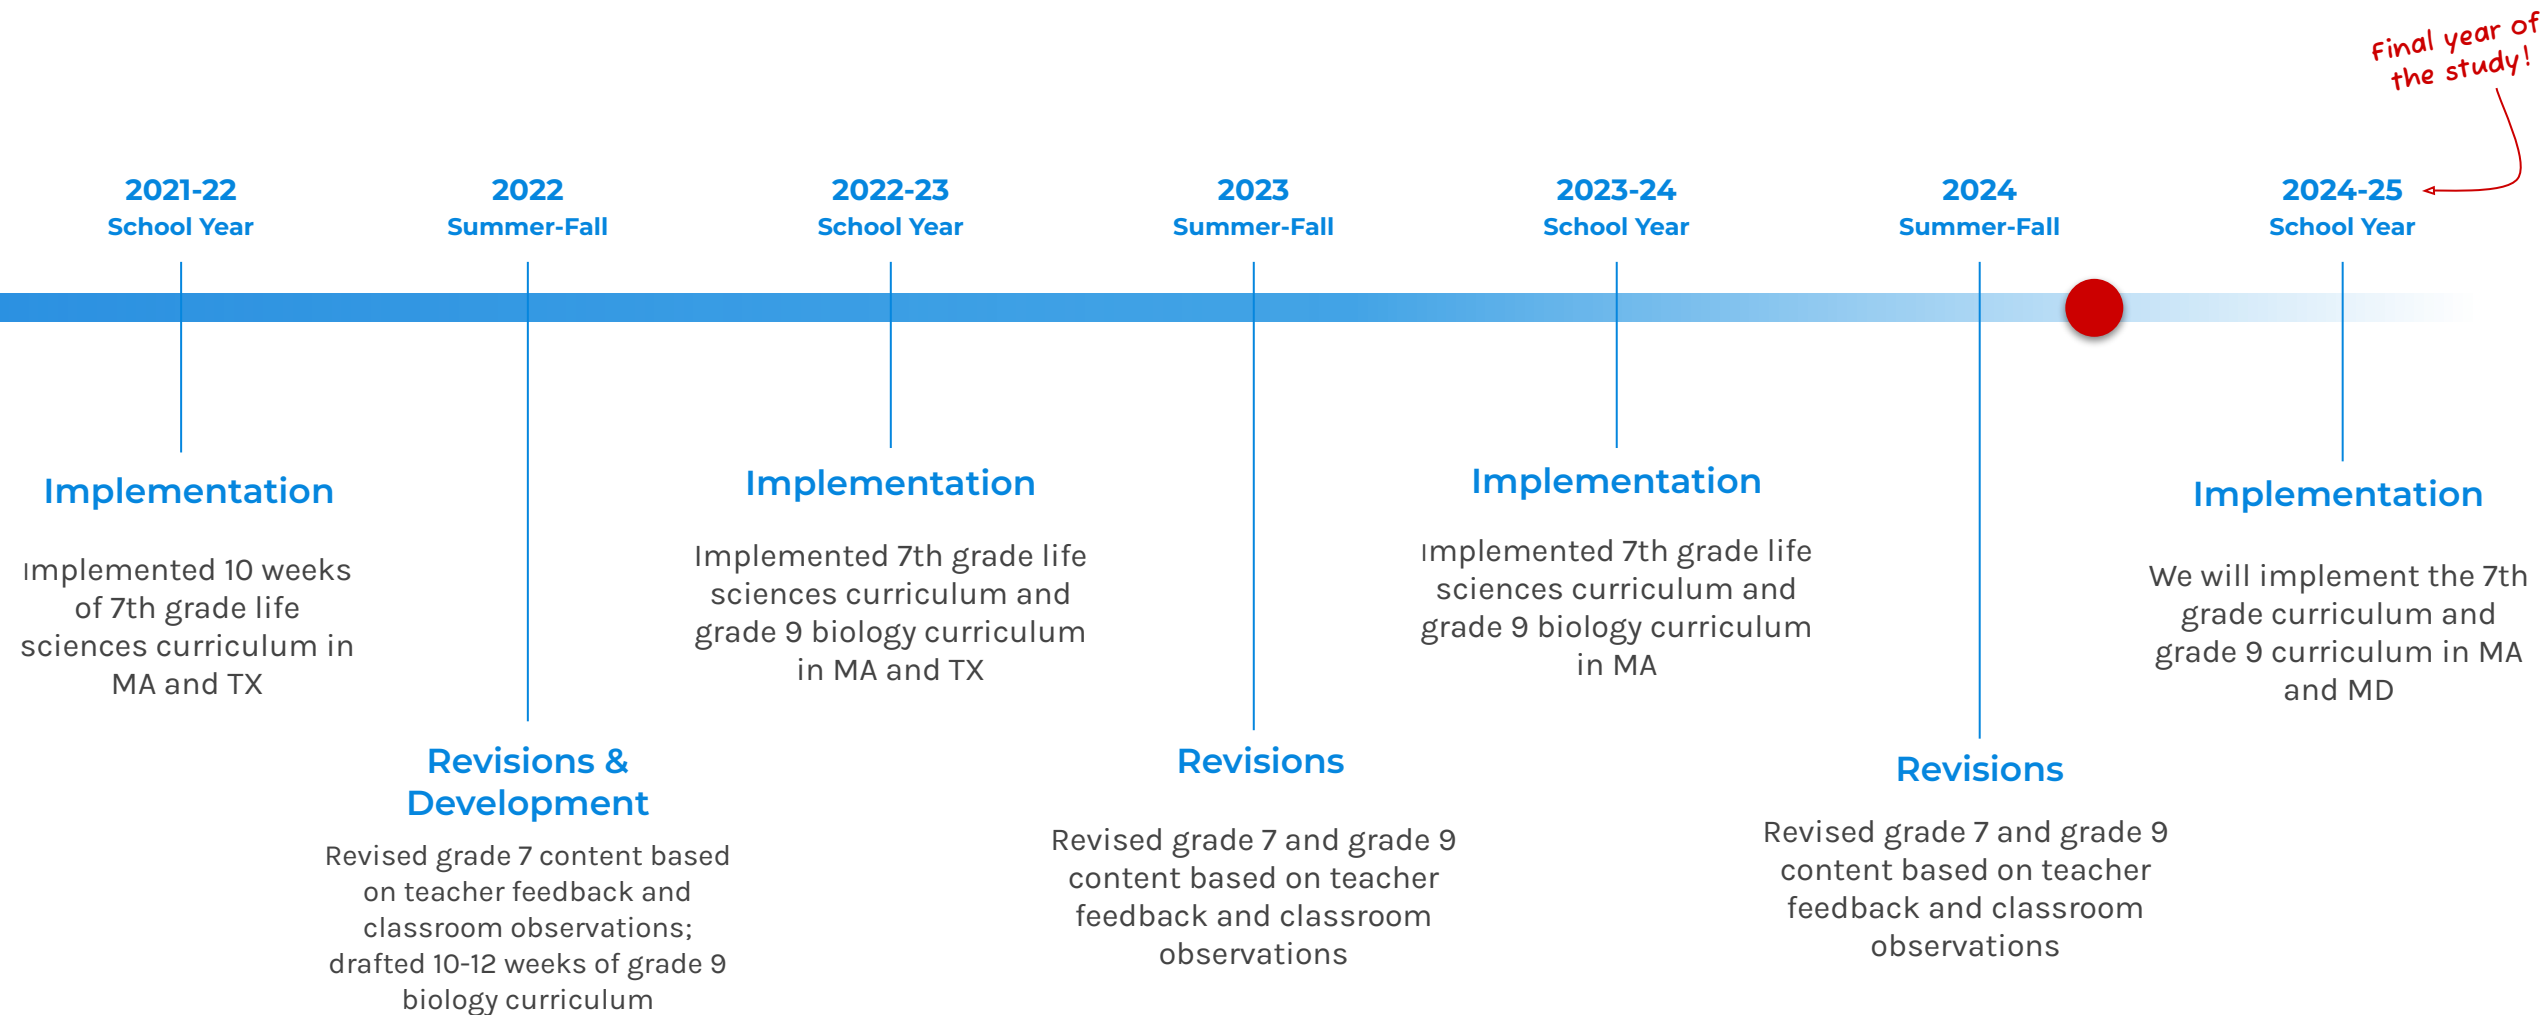 Final year of
the study!
2021-22
School Year
2022
Summer-Fall
2022-23
School Year
2023
Summer-Fall
2023-24
School Year
2024
Summer-Fall
2024-25
School Year
Implementation
Implemented 10 weeks
of 7th grade life
sciences curriculum in
MA and TX
Revisions &
Development
Revised grade 7 content based
on teacher feedback and
classroom observations;
drafted 10-12 weeks of grade 9
biology curriculum
Implementation
Implemented 7th grade life
sciences curriculum and
grade 9 biology curriculum
in MA and TX
Revisions
Revised grade 7 and grade 9
content based on teacher
feedback and classroom
observations
Implementation
Implemented 7th grade life
sciences curriculum and
grade 9 biology curriculum
in MA
Revisions
Revised grade 7 and grade 9
content based on teacher
feedback and classroom
observations
Implementation
We will implement the 7th
grade curriculum and
grade 9 curriculum in MA
and MD